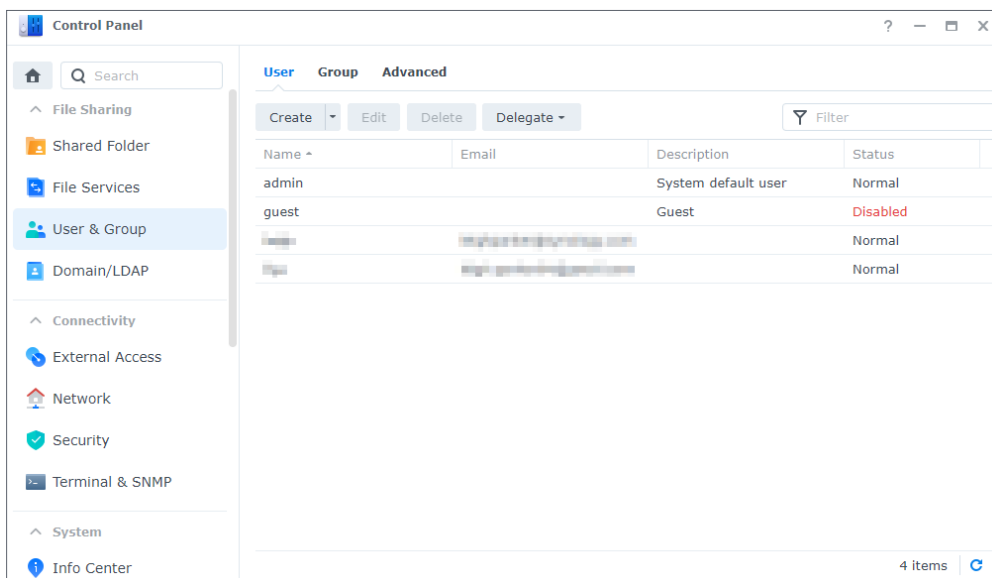 Control Panel
?
Search
User Group Advanced
File Sharing
Create Edit Delete Delegate
Filter
Shared Folder
Name Email Description Status
File Services
admin System default user Normal
guest Guest Disabled
User & Group
Normal
Domain/LDAP
Normal
Connectivity
External Access
Network
Security
Terminal & SNMP
System
Info Center
4 items